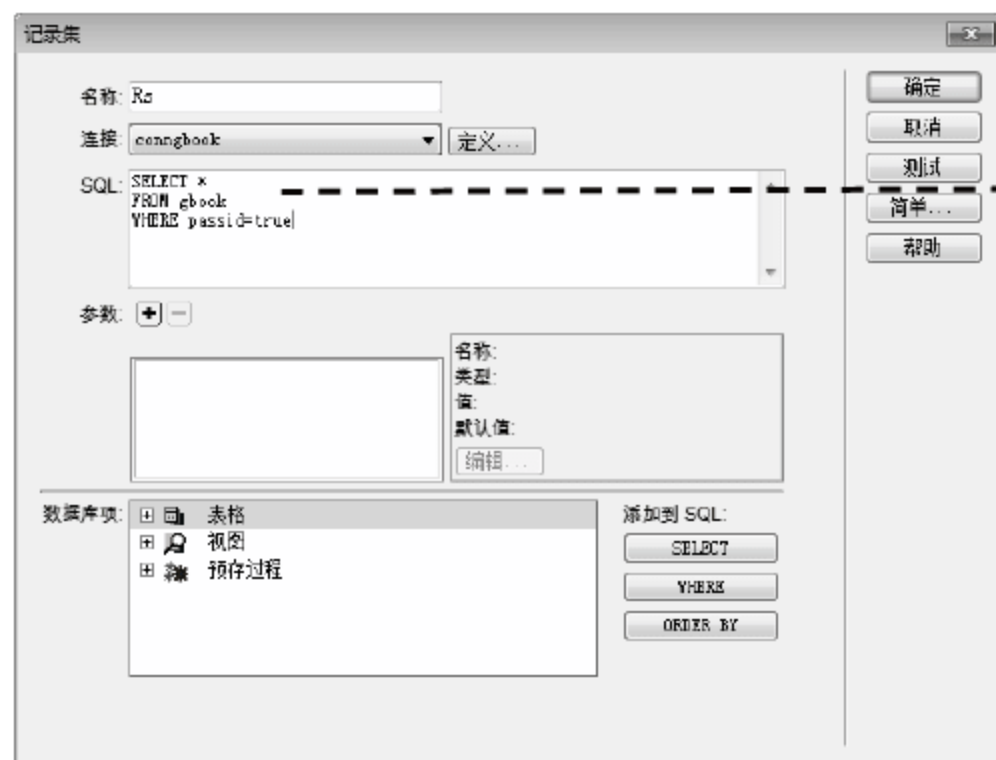 记录集
名称: Rs
连接: conngbook 定义...
SQL: SELECT *
FROM gbook
WHERE passid=true
参数:
名称:
类型:
值:
默认值:
编辑...
数据库项: 表格
视图
预存过程
添加到 SQL:
SELECT
WHERE
ORDER BY
确定
取消
测试
简单...
帮助